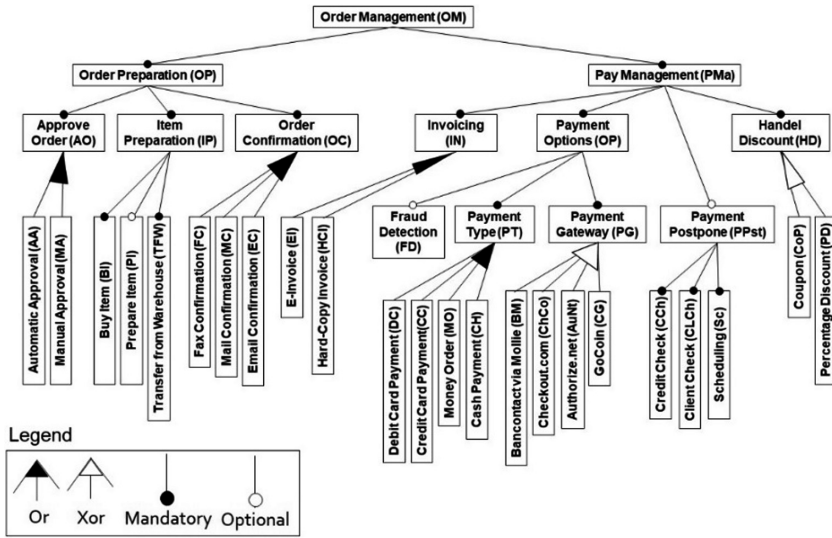 Order Management (OM)
Order Preparation (OP)
Pay Management (PMa)
Approve
Order (AO)
Item
Preparation (IP)
Order
Confirmation (OC)
Invoicing
(IN)
Payment
Options (OP)
Handel
Discount (HD)
Fraud
Detection
(FD)
Payment
Type (PT)
Payment
Gateway (PG)
Payment
Postpone (PPst)
Automatic Approval (AA)
Manual Approval (MA)
Buy Item (BI)
Prepare Item (PI)
Transfer from Warehouse (TFW)
Fax Confirmation (FC)
Mail Confirmation (MC)
Email Confirmation (EC)
E-Invoice (EI)
Hard-Copy Invoice (HCI)
Debit Card Payment (DC)
Credit Card Payment(CC)
Money Order (MO)
Cash Payment (CH)
Bancontact via Mollie (BM)
Checkout.com (ChCo)
Authorize.net (AuNt)
GoCoin (CG)
Credit Check (CCh)
Client Check (CLCh)
Scheduling (Sc)
Coupon (CoP)
Percentage Discount (PD)
Legend
Or
Xor
Mandatory
Optional